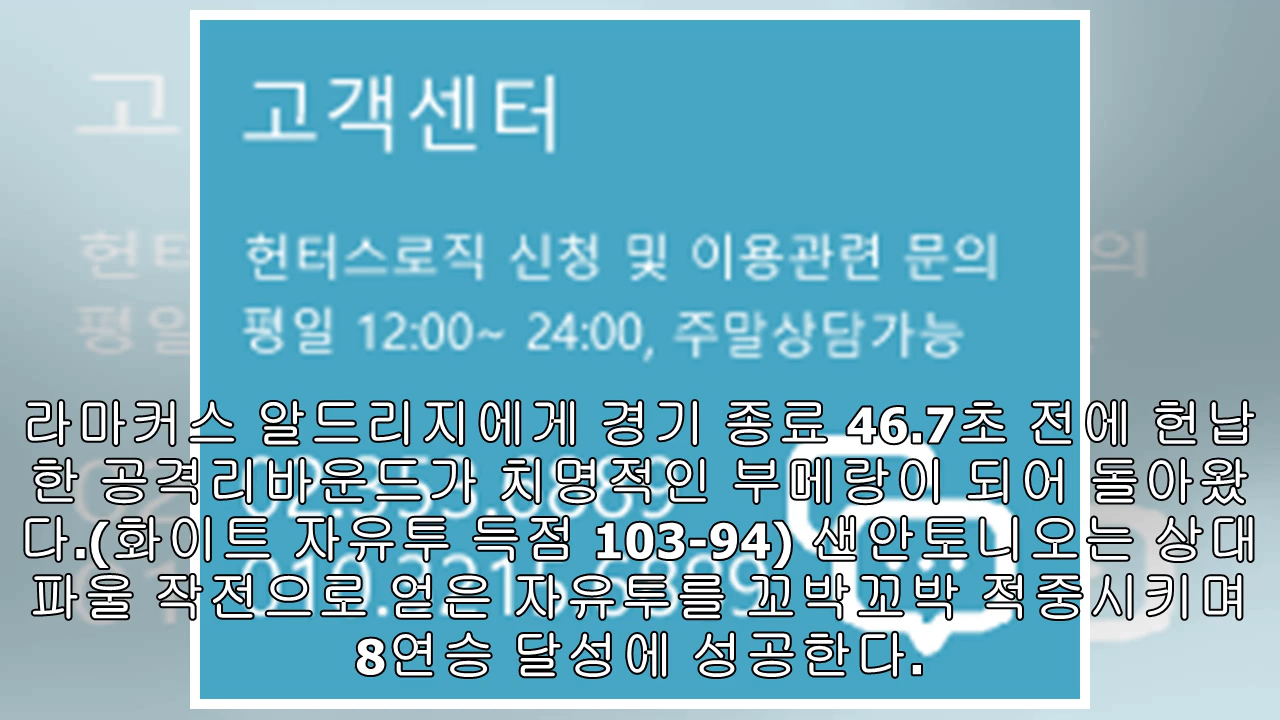 고객센터
헌터스로직 신청 및 이용관련 문의
평일 12:00~ 24:00, 주말상담가능
라마커스 알드리지에게 경기 종료 46.7초 전에 헌납
한 공격리바운드가 치명적인 부메랑이 되어 돌아왔
다.(화이트 자유투 득점 103-94) 샌안토니오는 상대
파울 작전으로 얻은 자유투를 꼬박꼬박 적중시키며
8연승 달성에 성공한다.